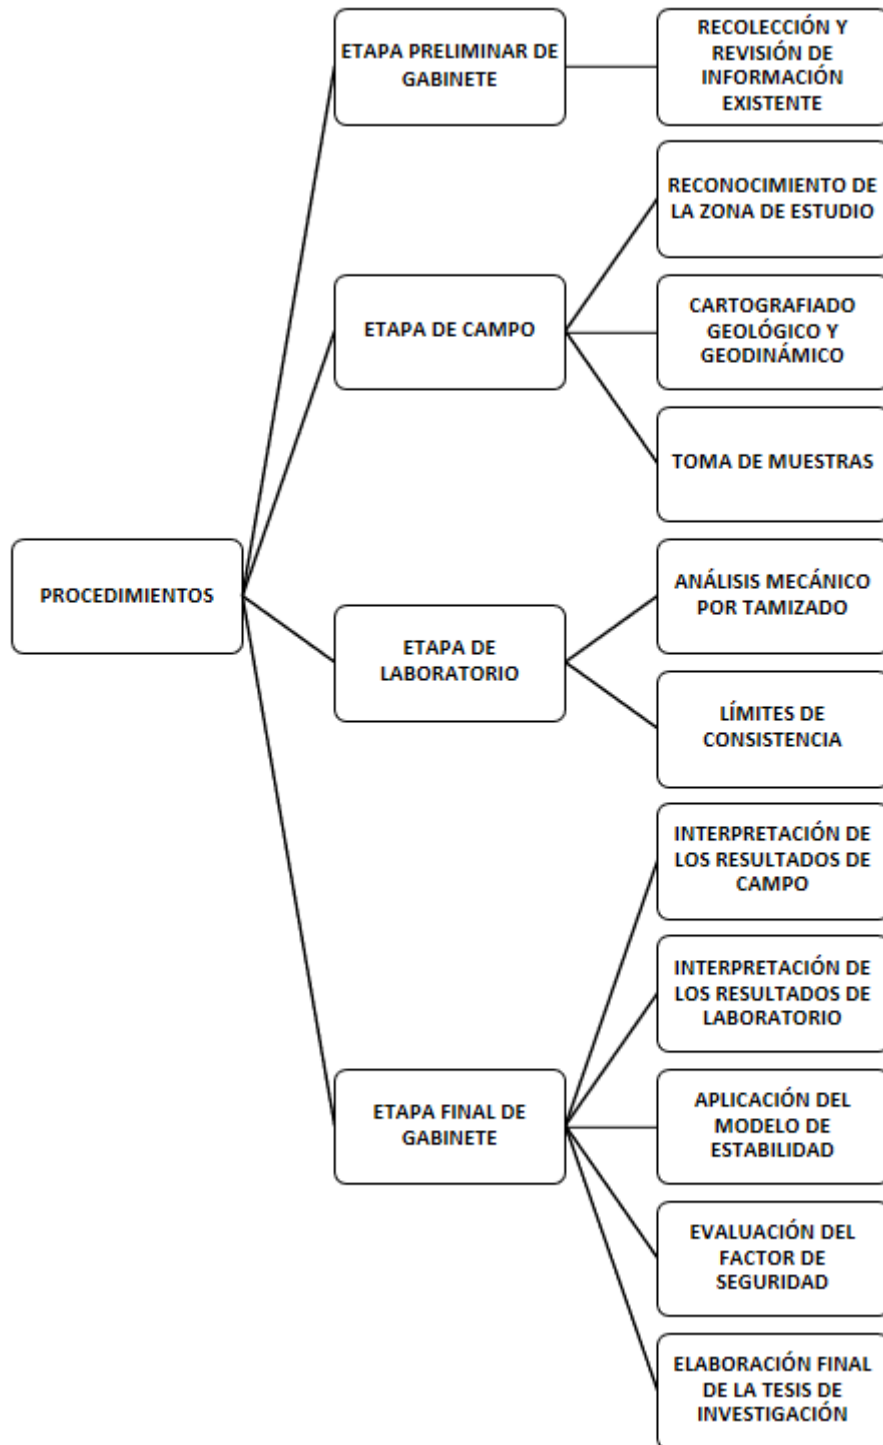 ETAPA PRELIMINAR DE
GABINETE
RECOLECCIÓN Y
REVISIÓN DE
INFORMACIÓN
EXISTENTE
RECONOCIMIENTO DE
LA ZONA DE ESTUDIO
ETAPA DE CAMPO
CARTOGRAFIADO
GEOLÓGICO Y
GEODINÁMICO
TOMA DE MUESTRAS
PROCEDIMIENTOS
ANÁLISIS MECÁNICO
POR TAMIZADO
ETAPA DE
LABORATORIO
LÍMITES DE
CONSISTENCIA
INTERPRETACIÓN DE
LOS RESULTADOS DE
CAMPO
INTERPRETACIÓN DE
LOS RESULTADOS DE
LABORATORIO
ETAPA FINAL DE
GABINETE
APLICACIÓN DEL
MODELO DE
ESTABILIDAD
EVALUACIÓN DEL
FACTOR DE
SEGURIDAD
ELABORACIÓN FINAL
DE LA TESIS DE
INVESTIGACIÓN